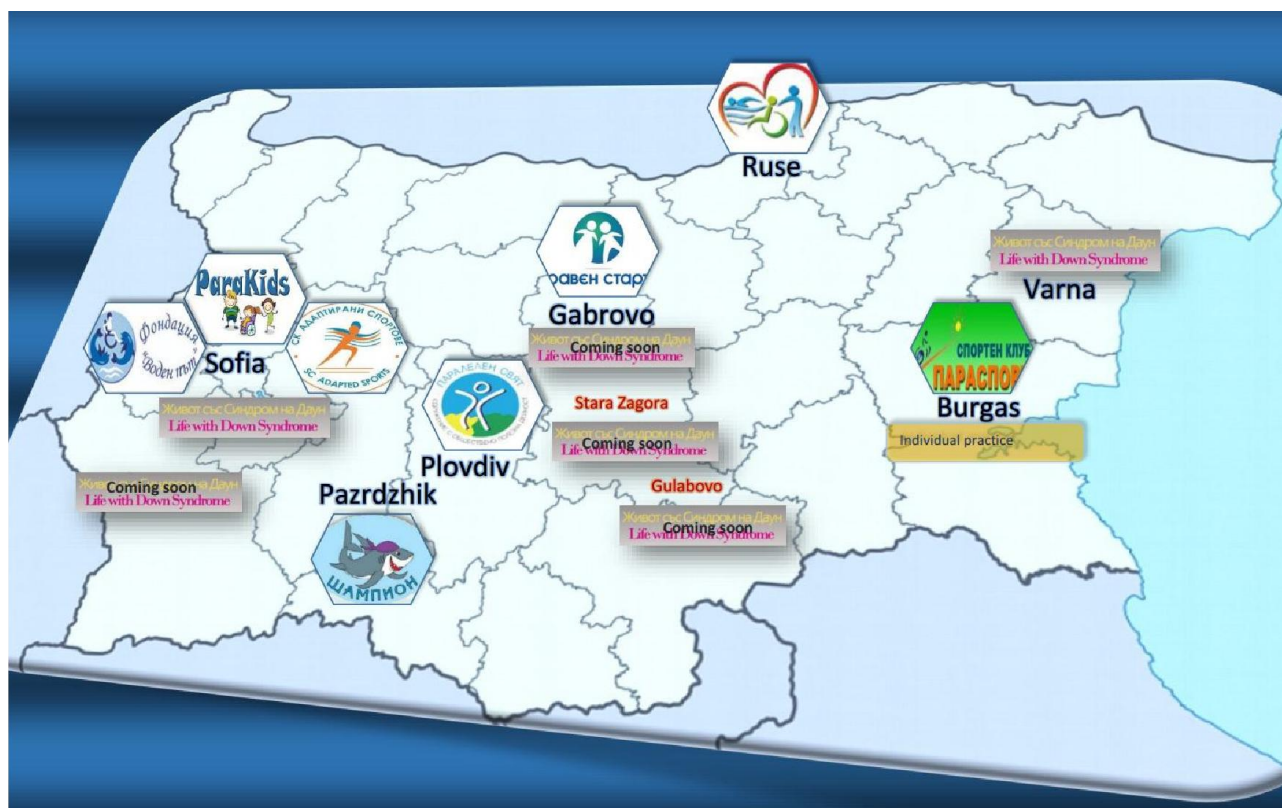 Ruse
Живот със Синдром на Даун
Life with Down Syndrome
Varna
ParaKids
Фондация
Воден път
Sofia
СК АДАПТИРАНИ СПОРТОВЕ
SC ADAPTED SPORTS
Живот със Синдром на Даун
Life with Down Syndrome
Живот със Синдром на Даун
Coming soon
Life with Down Syndrome
РАВЕН СТАРТ
Gabrovo
Живот със Синдром на Даун
Coming soon
Life with Down Syndrome
ПАРАЛЕЛЕН СВЯТ
Plovdiv
Stara Zagora
Живот със Синдром на Даун
Coming soon
Life with Down Syndrome
Gulabovo
Живот със Синдром на Даун
Coming soon
Life with Down Syndrome
СПОРТЕН КЛУБ
ПАРАСПОР
Burgas
Individual practice
Pazrdzhik
ШАМПИОН